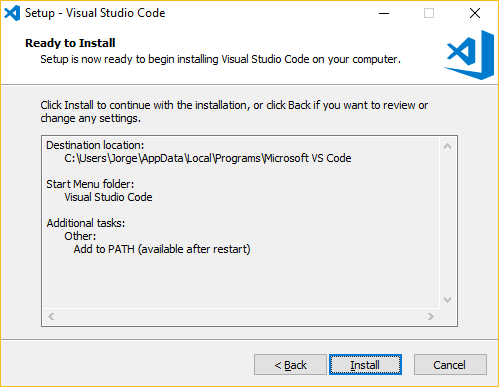 Setup - Visual Studio Code
Ready to Install
Setup is now ready to begin installing Visual Studio Code on your computer.
Click Install to continue with the installation, or click Back if you want to review or
change any settings.
Destination location:
C:\Users\Jorge\AppData\Local\Programs\Microsoft VS Code
Start Menu folder:
Visual Studio Code
Additional tasks:
Other:
Add to PATH (available after restart)
< Back
Install
Cancel